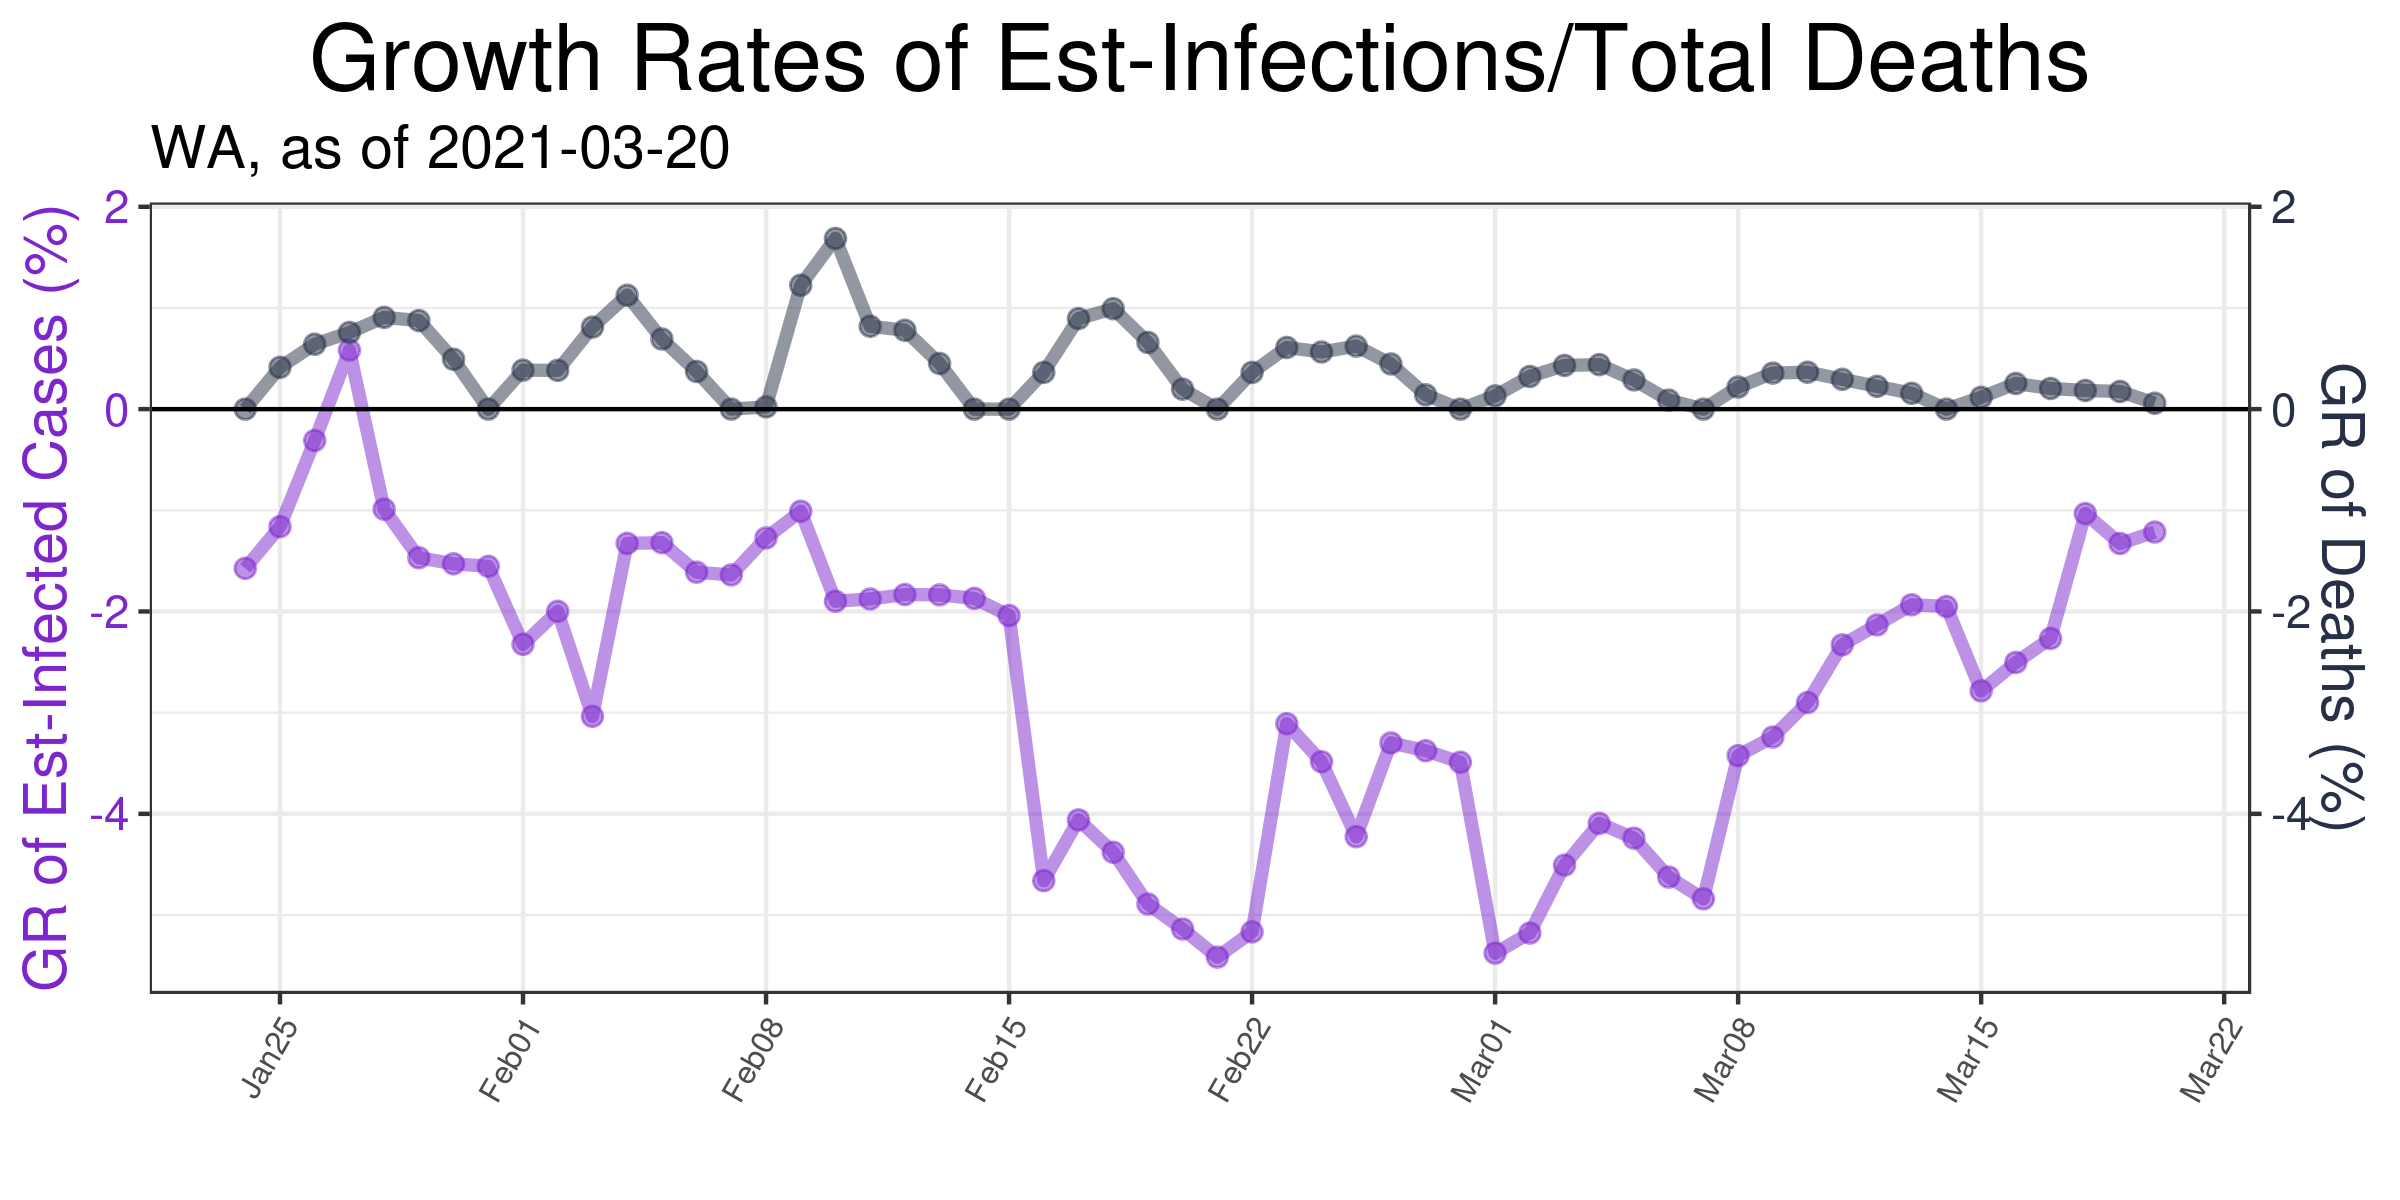 Growth Rates of Est-Infections/Total Deaths
WA, as of 2021-03-20
GR of Est-Infected Cases (%)
2
0
-2
-4
2
0
-2
-4
GR of Deaths (%)
Jan25
Feb01
Feb08
Feb15
Feb22
Mar01
Mar08
Mar15
Mar22